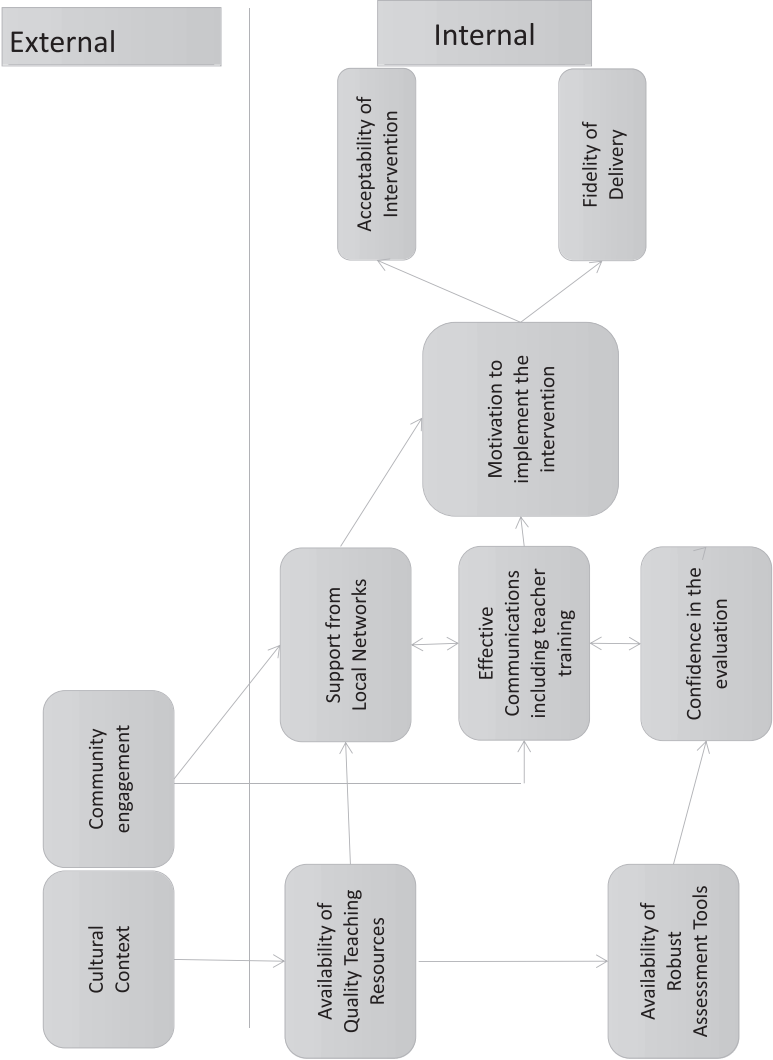 External
Internal
Acceptability of
Intervention
Fidelity of
Delivery
Motivation to
implement the
intervention
Support from
Local Networks
Effective
Communications
including teacher
training
Confidence in the
evaluation
Community
engagement
Cultural
Context
Availability of
Quality Teaching
Resources
Availability of
Robust
Assessment Tools